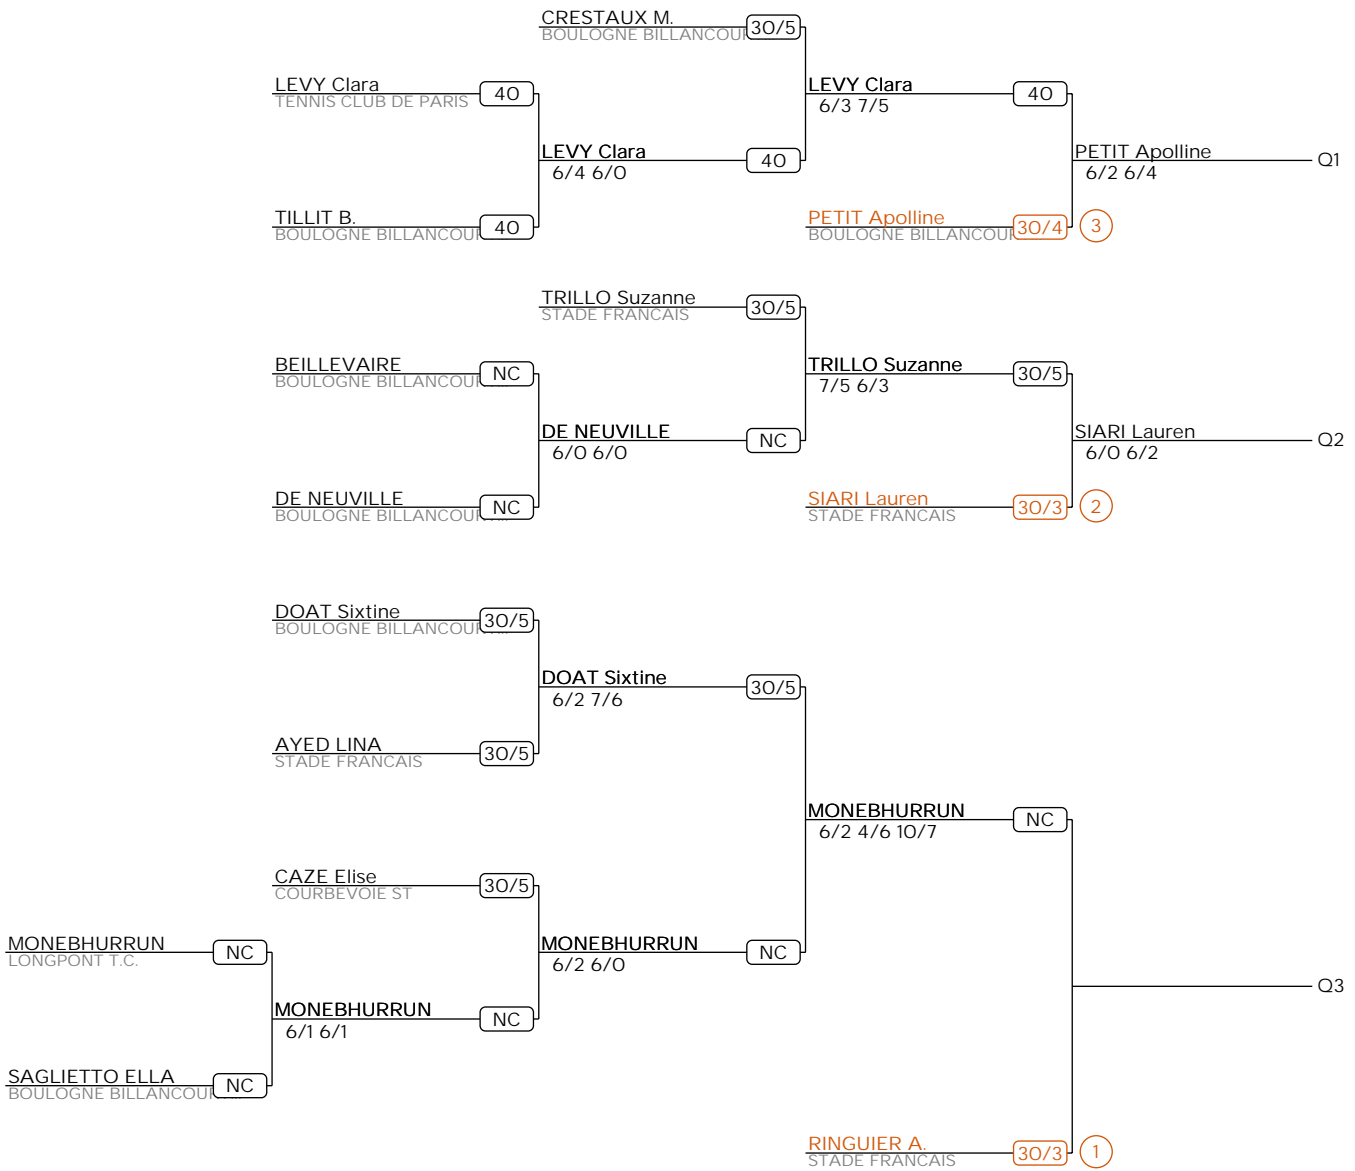 CRESTAUX M.
BOULOGNE BILLANCOU
30/5
LEVY Clara
TENNIS CLUB DE PARIS
40
LEVY Clara
6/3 7/5
40
LEVY Clara
6/4 6/0
40
PETIT Apolline
6/2 6/4
Q1
TILLIT B.
BOULOGNE BILLANCOU
40
PETIT Apolline
BOULOGNE BILLANCOU
30/4
3
TRILLO Suzanne
STADE FRANCAIS
30/5
BEILLEVAIRE
BOULOGNE BILLANCOU
NC
TRILLO Suzanne
7/5 6/3
30/5
DE NEUVILLE
6/0 6/0
NC
SIARI Lauren
6/0 6/2
Q2
DE NEUVILLE
BOULOGNE BILLANCOU
NC
SIARI Lauren
STADE FRANCAIS
30/3
2
DOAT Sixtine
BOULOGNE BILLANCOU
30/5
DOAT Sixtine
6/2 7/6
30/5
AYED LINA
STADE FRANCAIS
30/5
MONEBHURRUN
6/2 4/6 10/7
NC
CAZE Elise
COURBEVOIE ST
30/5
MONEBHURRUN
LONGPONT T.C.
NC
MONEBHURRUN
6/2 6/0
NC
Q3
MONEBHURRUN
6/1 6/1
NC
SAGLIETTO ELLA
BOULOGNE BILLANCOU
NC
RINGUIER A.
STADE FRANCAIS
30/3
1